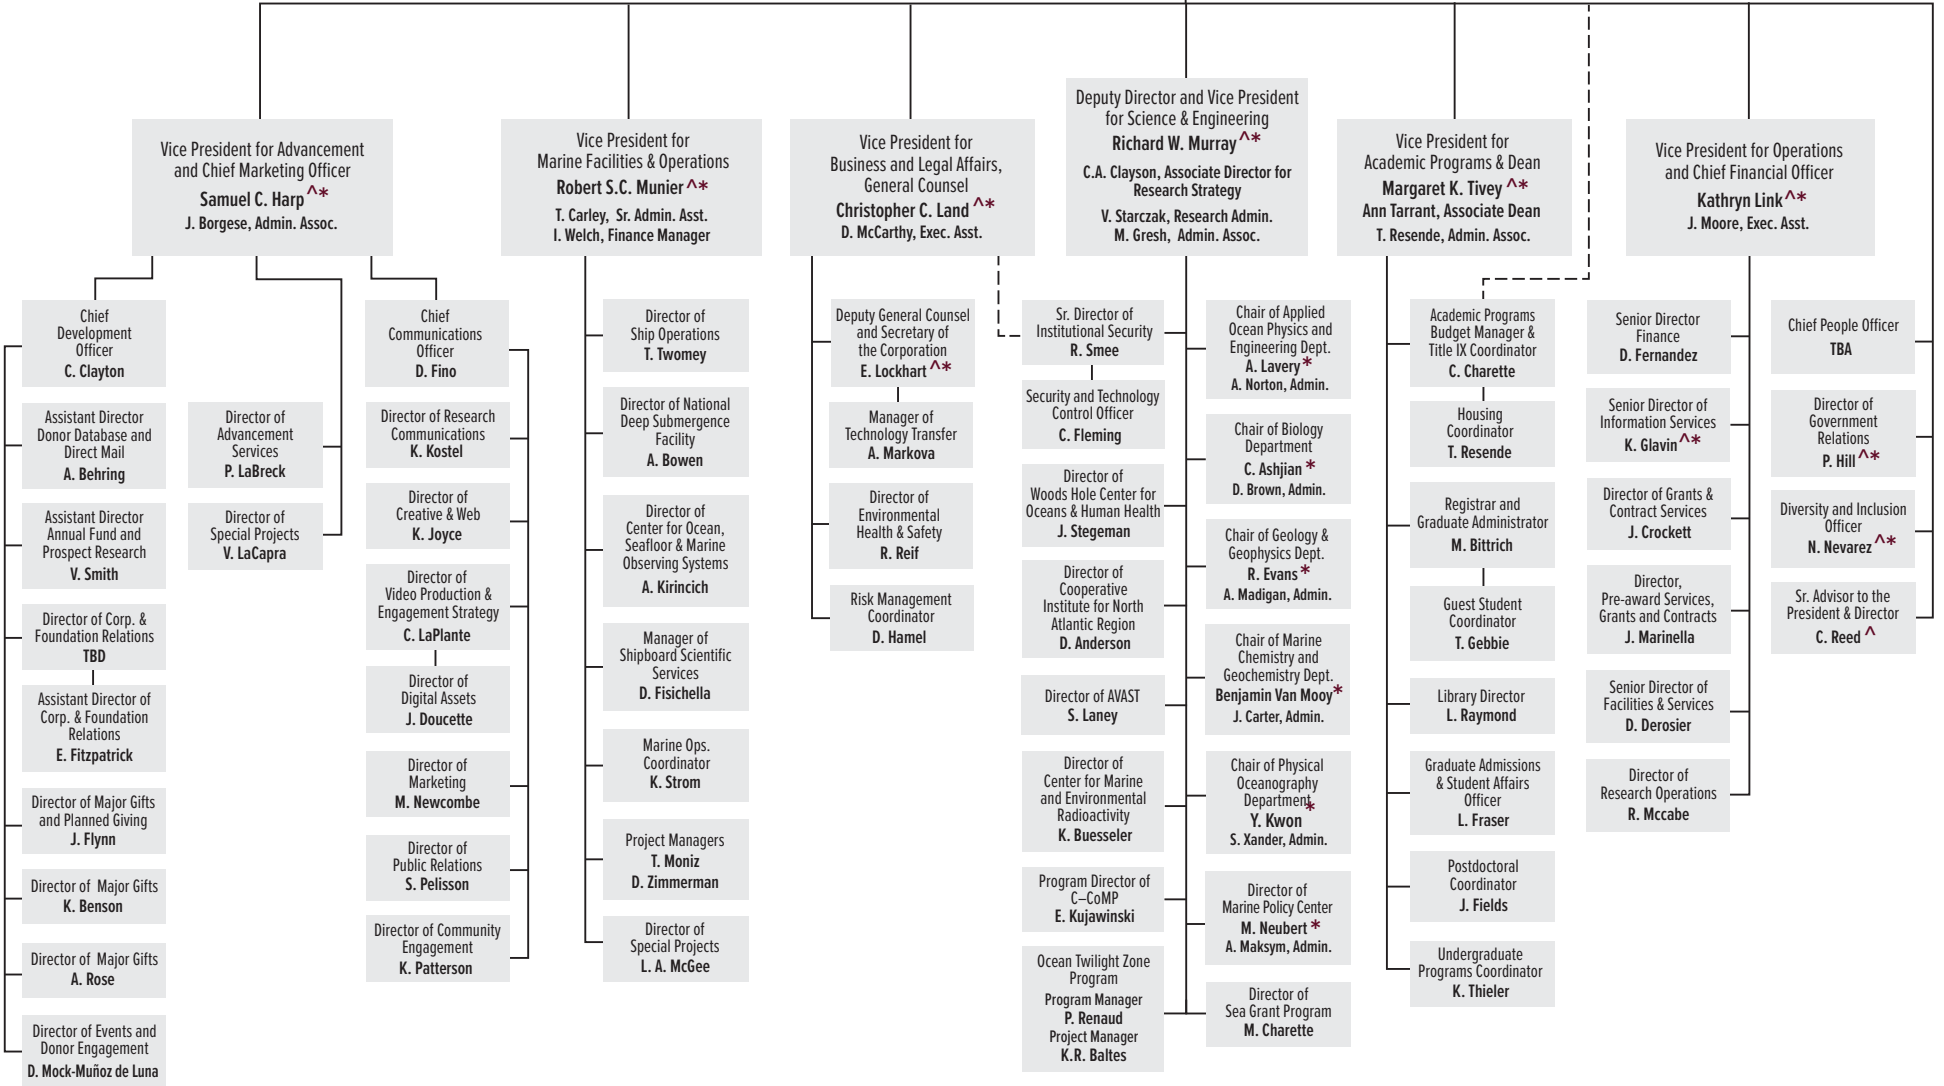 Vice President for Advancement
and Chief Marketing Officer
Samuel C. Harp ^*
J. Borgese, Admin. Assoc.
Vice President for
Marine Facilities & Operations
Robert S.C. Munier ^*
T. Carley, Sr. Admin. Asst.
I. Welch, Finance Manager
Vice President for
Business and Legal Affairs,
General Counsel
Christopher C. Land ^*
D. McCarthy, Exec. Asst.
Deputy Director and Vice President
for Science & Engineering
Richard W. Murray ^*
C.A. Clayson, Associate Director for
Research Strategy
V. Starczak, Research Admin.
M. Gresh, Admin. Assoc.
Vice President for
Academic Programs & Dean
Margaret K. Tivey ^*
Ann Tarrant, Associate Dean
T. Resende, Admin. Assoc.
Vice President for Operations
and Chief Financial Officer
Kathryn Link ^*
J. Moore, Exec. Asst.
Chief
Development
Officer
C. Clayton
Assistant Director
Donor Database and
Direct Mail
A. Behring
Assistant Director
Annual Fund and
Prospect Research
V. Smith
Director of Corp. &
Foundation Relations
TBD
Assistant Director of
Corp. & Foundation
Relations
E. Fitzpatrick
Director of Major Gifts
and Planned Giving
J. Flynn
Director of Major Gifts
K. Benson
Director of Major Gifts
A. Rose
Director of Events and
Donor Engagement
D. Mock-Muñoz de Luna
Director of
Advancement
Services
P. LaBreck
Director of
Special Projects
V. LaCapra
Chief
Communications
Officer
D. Fino
Director of Research
Communications
K. Kostel
Director of
Creative & Web
K. Joyce
Director of
Video Production &
Engagement Strategy
C. LaPlante
Director of
Digital Assets
J. Doucette
Director of
Marketing
M. Newcombe
Director of
Public Relations
S. Pelisson
Director of Community
Engagement
K. Patterson
Director of
Ship Operations
T. Twomey
Director of National
Deep Submergence
Facility
A. Bowen
Director of
Center for Ocean,
Seafloor & Marine
Observing Systems
A. Kirincich
Manager of
Shipboard Scientific
Services
D. Fisichella
Marine Ops.
Coordinator
K. Strom
Project Managers
T. Moniz
D. Zimmerman
Director of
Special Projects
L. A. McGee
Deputy General Counsel
and Secretary of
the Corporation
E. Lockhart ^*
Manager of
Technology Transfer
A. Markova
Director of
Environmental
Health & Safety
R. Reif
Risk Management
Coordinator
D. Hamel
Sr. Director of
Institutional Security
R. Smee
Security and Technology
Control Officer
C. Fleming
Director of
Woods Hole Center for
Oceans & Human Health
J. Stegeman
Director of
Cooperative
Institute for North
Atlantic Region
D. Anderson
Director of AVAST
S. Laney
Director of
Center for Marine
and Environmental
Radioactivity
K. Buesseler
Program Director of
C–CoMP
E. Kujawinski
Ocean Twilight Zone
Program
Program Manager
P. Renaud
Project Manager
K.R. Baltes
Chair of Applied
Ocean Physics and
Engineering Dept.
A. Lavery *
A. Norton, Admin.
Chair of Biology
Department
C. Ashjian *
D. Brown, Admin.
Chair of Geology &
Geophysics Dept.
R. Evans *
A. Madigan, Admin.
Chair of Marine
Chemistry and
Geochemistry Dept.
Benjamin Van Mooy*
J. Carter, Admin.
Chair of Physical
Oceanography
Department
Y. Kwon *
S. Xander, Admin.
Director of
Marine Policy Center
M. Neubert *
A. Maksym, Admin.
Director of
Sea Grant Program
M. Charette
Academic Programs
Budget Manager &
Title IX Coordinator
C. Charette
Housing
Coordinator
T. Resende
Registrar and
Graduate Administrator
M. Bittrich
Guest Student
Coordinator
T. Gebbie
Library Director
L. Raymond
Graduate Admissions
& Student Affairs
Officer
L. Fraser
Postdoctoral
Coordinator
J. Fields
Undergraduate
Programs Coordinator
K. Thieler
Senior Director
Finance
D. Fernandez
Senior Director of
Information Services
K. Glavin ^*
Director of Grants &
Contract Services
J. Crockett
Director,
Pre-award Services,
Grants and Contracts
J. Marinella
Senior Director of
Facilities & Services
D. Derosier
Director of
Research Operations
R. Mccabe
Chief People Officer
TBA
Director of
Government
Relations
P. Hill ^*
Diversity and Inclusion
Officer
N. Nevarez ^*
Sr. Advisor to the
President & Director
C. Reed ^